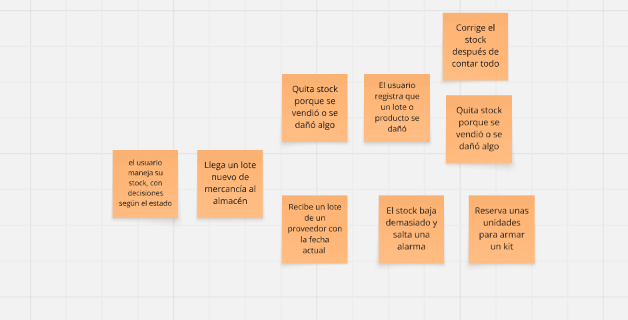 Corrige el
stock
después de
contar todo
Quita stock
porque se
vendió o se
dañó algo
El usuario
registra que
un lote o
producto se
dañó
Quita stock
porque se
vendió o se
dañó algo
el usuario
maneja su
stock, con
decisiones
según el estado
Llega un lote
nuevo de
mercancía al
almacén
Recibe un lote
de un
proveedor con
la fecha
actual
El stock baja
demasiado y
salta una
alarma
Reserva unas
unidades
para armar
un kit